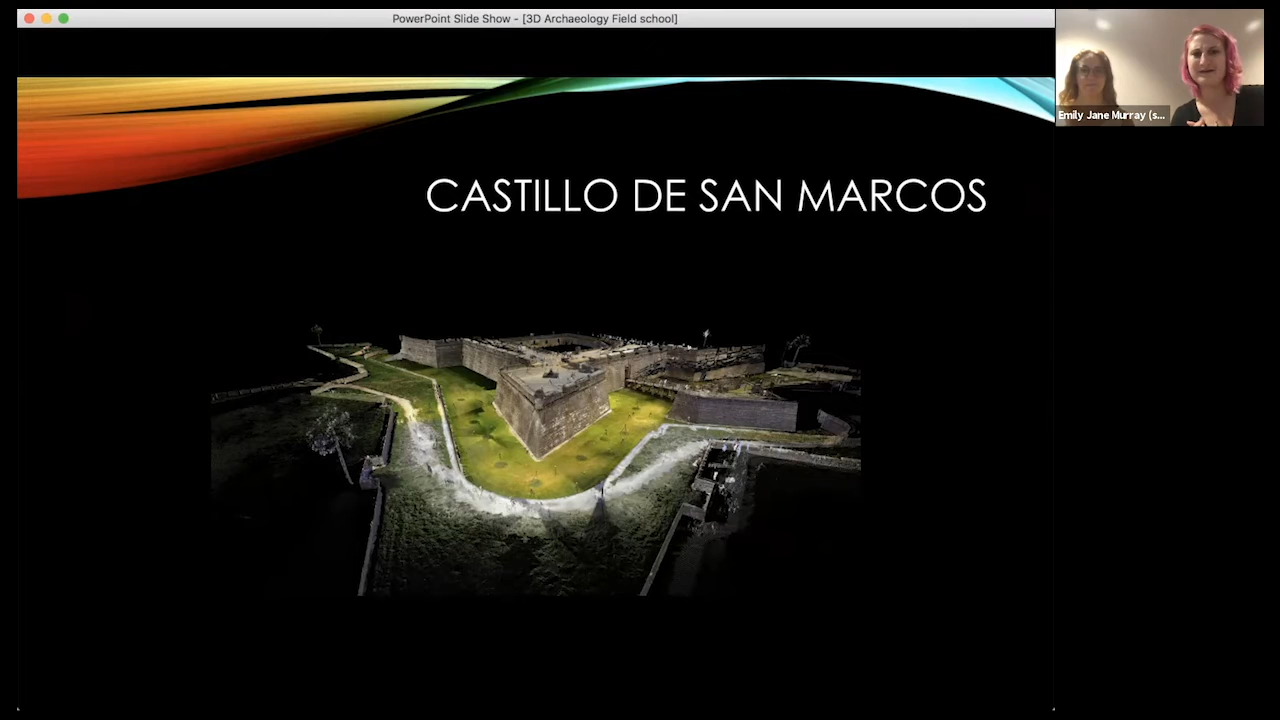 PowerPoint Slide Show - [3D Archaeology Field school]
Emily Jane Murray (s...
CASTILLO DE SAN MARCOS